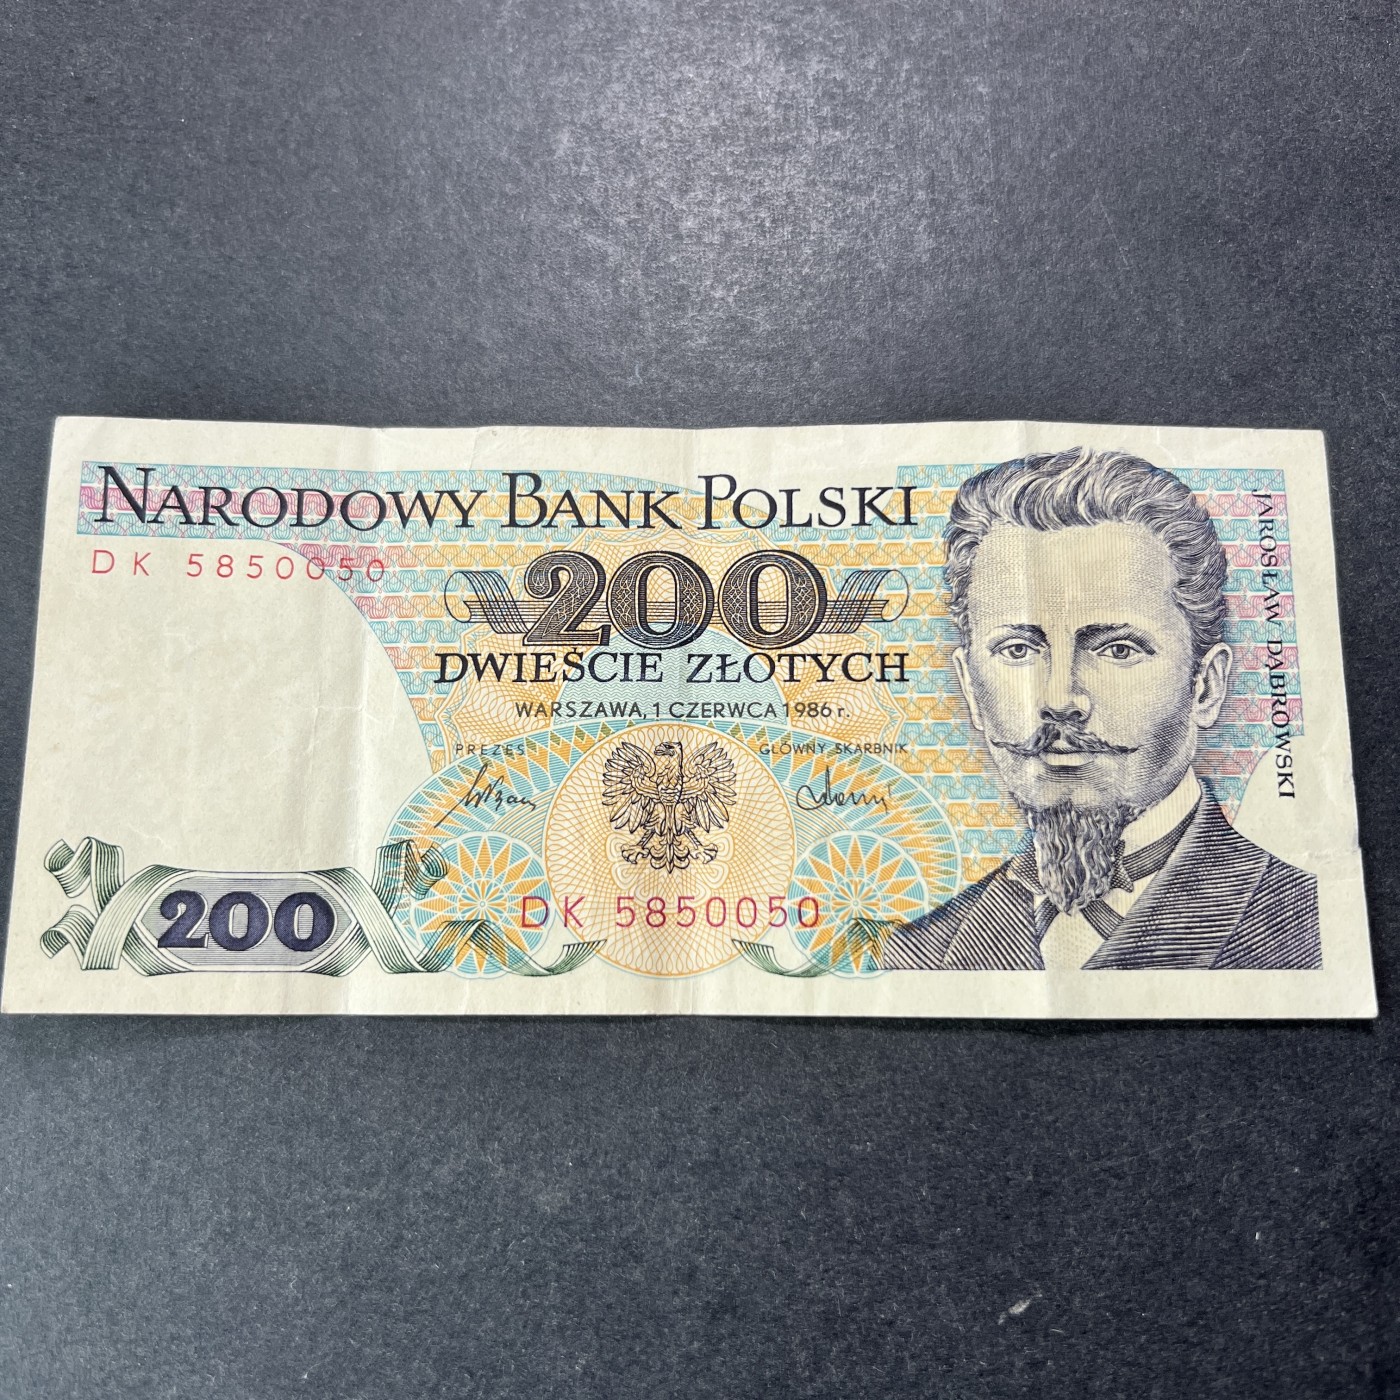 NARODOWY BANK POLSKI
DK 5850050
200
DWIEŚCIE ZŁOTYCH
WARSZAWA, 1 CZERWCA 1986 r.
PREZES
GŁÓWNY SKARBNIK
DK 5850050
200
JAROSŁAW DĄBROWSKI